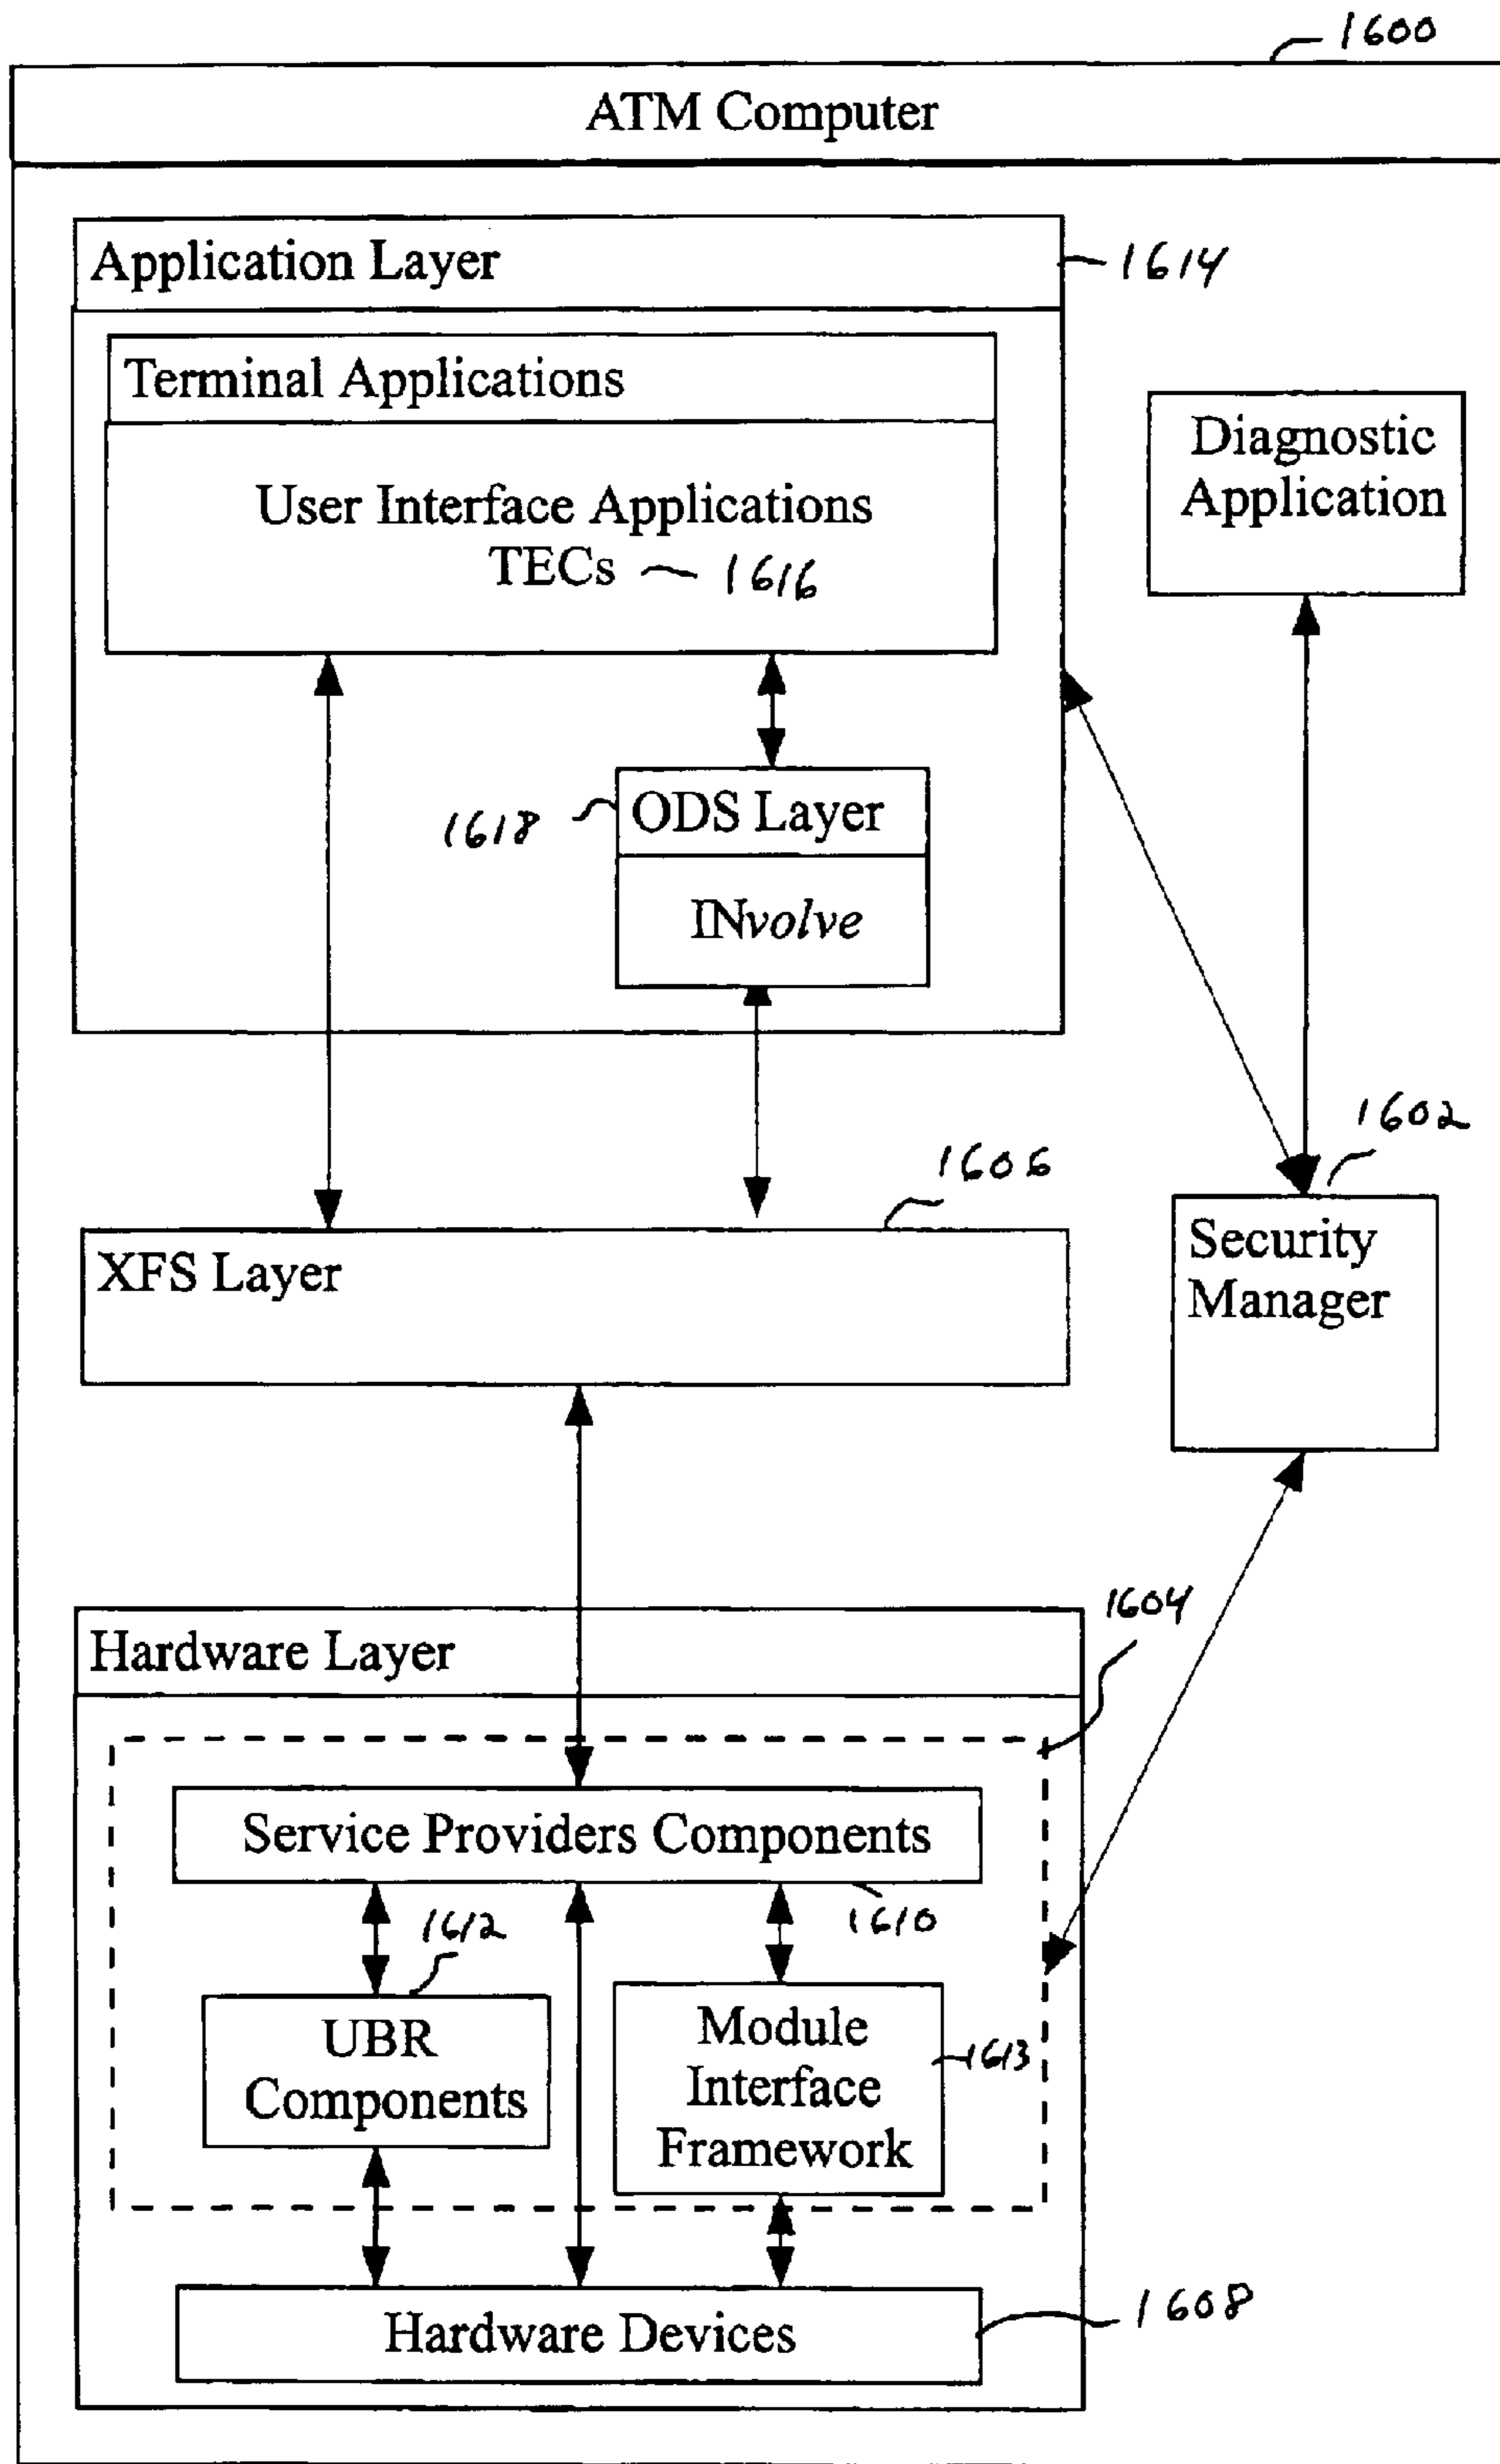 1600
ATM Computer
Application Layer
1614
Terminal Applications
User Interface Applications
TECs 1616
Diagnostic
Application
1618
ODS Layer
INvolve
1606
1602
XFS Layer
Security
Manager
1604
Hardware Layer
Service Providers Components
1612
1610
UBR
Components
Module
Interface
Framework
1613
Hardware Devices
1608